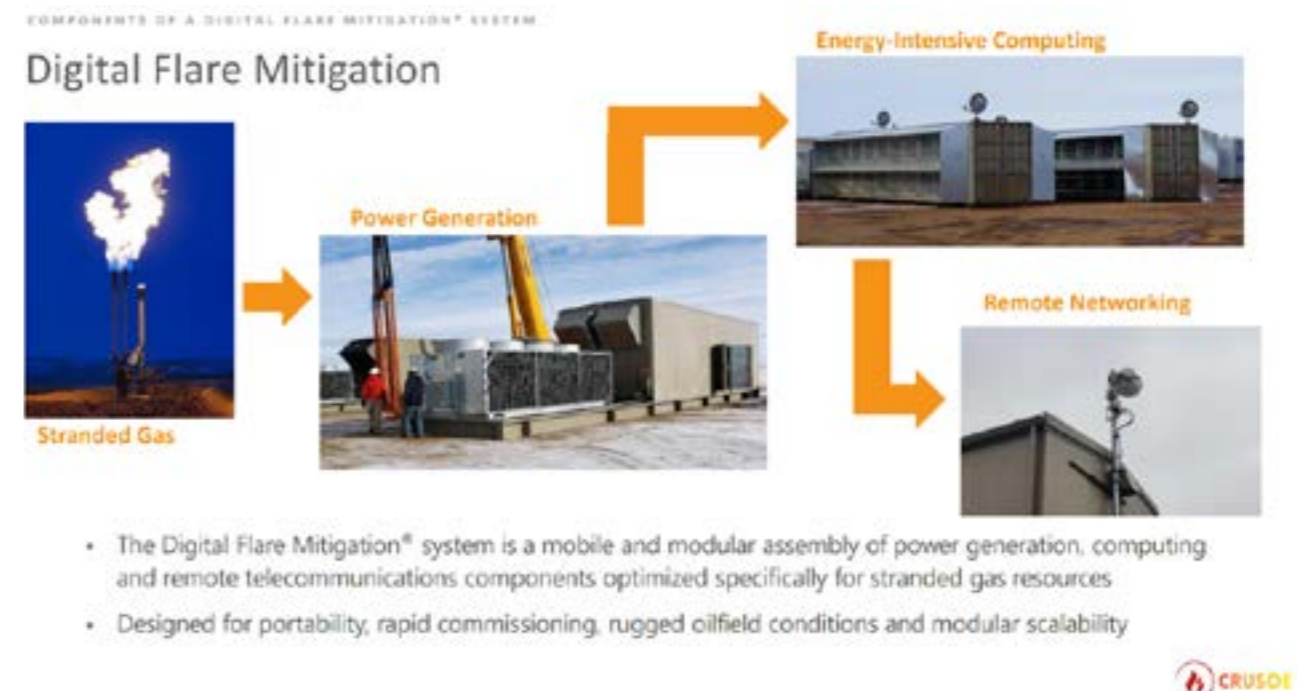 COMPONENTS OF A DIGITAL FLARE MITIGATION® SYSTEM
Digital Flare Mitigation
Energy-Intensive Computing
Power Generation
Stranded Gas
Remote Networking
• The Digital Flare Mitigation® system is a mobile and modular assembly of power generation, computing
and remote telecommunications components optimized specifically for stranded gas resources
• Designed for portability, rapid commissioning, rugged oilfield conditions and modular scalability
CRUSOE